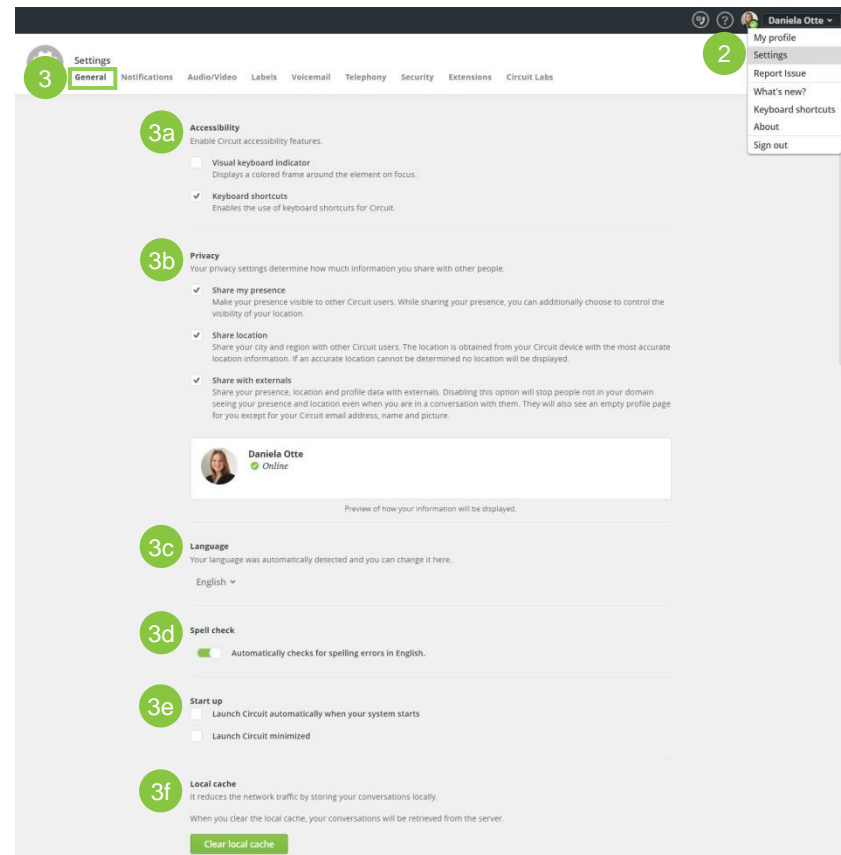 Daniela Otte
My profile
2
Settings
Report Issue
What's new?
Keyboard shortcuts
About
Sign out
Settings
3
General Notifications Audio/Video Labels Voicemail Telephony Security Extensions Circuit Labs
3a
Accessibility
Enable Circuit accessibility features.
Visual keyboard indicator
Displays a colored frame around the element on focus.
Keyboard shortcuts
Enables the use of keyboard shortcuts for Circuit.
3b
Privacy
Your privacy settings determine how much information you share with other people.
Share my presence
Make your presence visible to other Circuit users. While sharing your presence, you can additionally choose to control the
visibility of your location.
Share location
Share your city and region with other Circuit users. The location is obtained from your Circuit device with the most accurate
location information. If an accurate location cannot be determined no location will be displayed.
Share with externals
Share your presence, location and profile data with externals. Disabling this option will stop people not in your domain
seeing your presence and location even when you are in a conversation with them. They will also see an empty profile page
for you except for your Circuit email address, name and picture.
Daniela Otte
Online
Preview of how your information will be displayed.
3c
Language
Your language was automatically detected and you can change it here.
English
3d
Spell check
Automatically checks for spelling errors in English.
3e
Start up
Launch Circuit automatically when your system starts
Launch Circuit minimized
3f
Local cache
It reduces the network traffic by storing your conversations locally.
When you clear the local cache, your conversations will be retrieved from the server.
Clear local cache